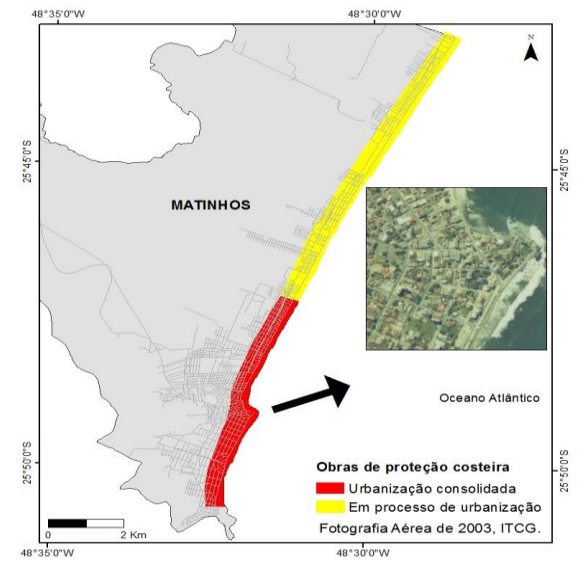 48°35'0"W
48°30'0"W
N
25°45'0"S
25°45'0"S
MATINHOS
Oceano Atlântico
25°50'0"S
25°50'0"S
Obras de proteção costeira
Urbanização consolidada
Em processo de urbanização
Fotografia Aérea de 2003, ITCG.
0 2 Km
48°35'0"W
48°30'0"W